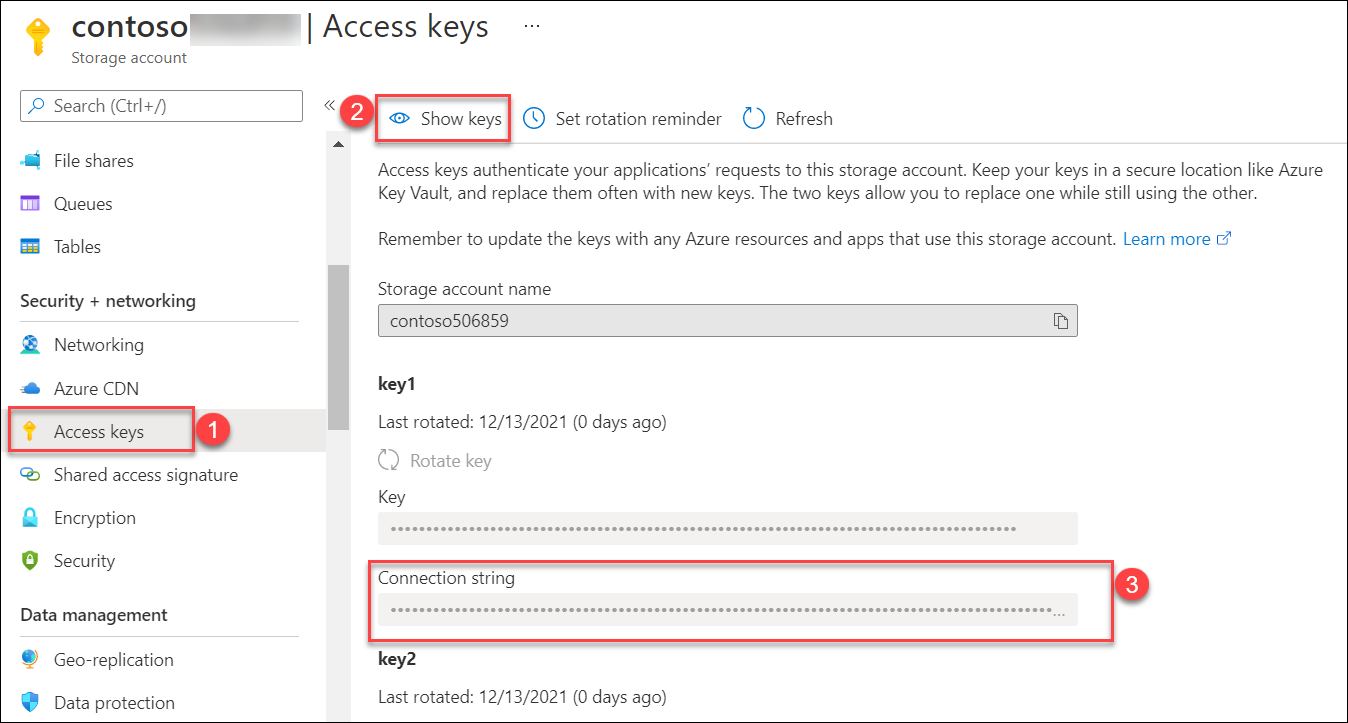 contoso | Access keys ...
Storage account
Search (Ctrl+/)
«
File shares
Queues
Tables
Security + networking
Networking
Azure CDN
Access keys
1
Shared access signature
Encryption
Security
Data management
Geo-replication
Data protection
2
Show keys
Set rotation reminder
Refresh
Access keys authenticate your applications’ requests to this storage account. Keep your keys in a secure location like Azure
Key Vault, and replace them often with new keys. The two keys allow you to replace one while still using the other.
Remember to update the keys with any Azure resources and apps that use this storage account. Learn more
Storage account name
contoso506859
key1
Last rotated: 12/13/2021 (0 days ago)
Rotate key
Key
Connection string
3
key2
Last rotated: 12/13/2021 (0 days ago)